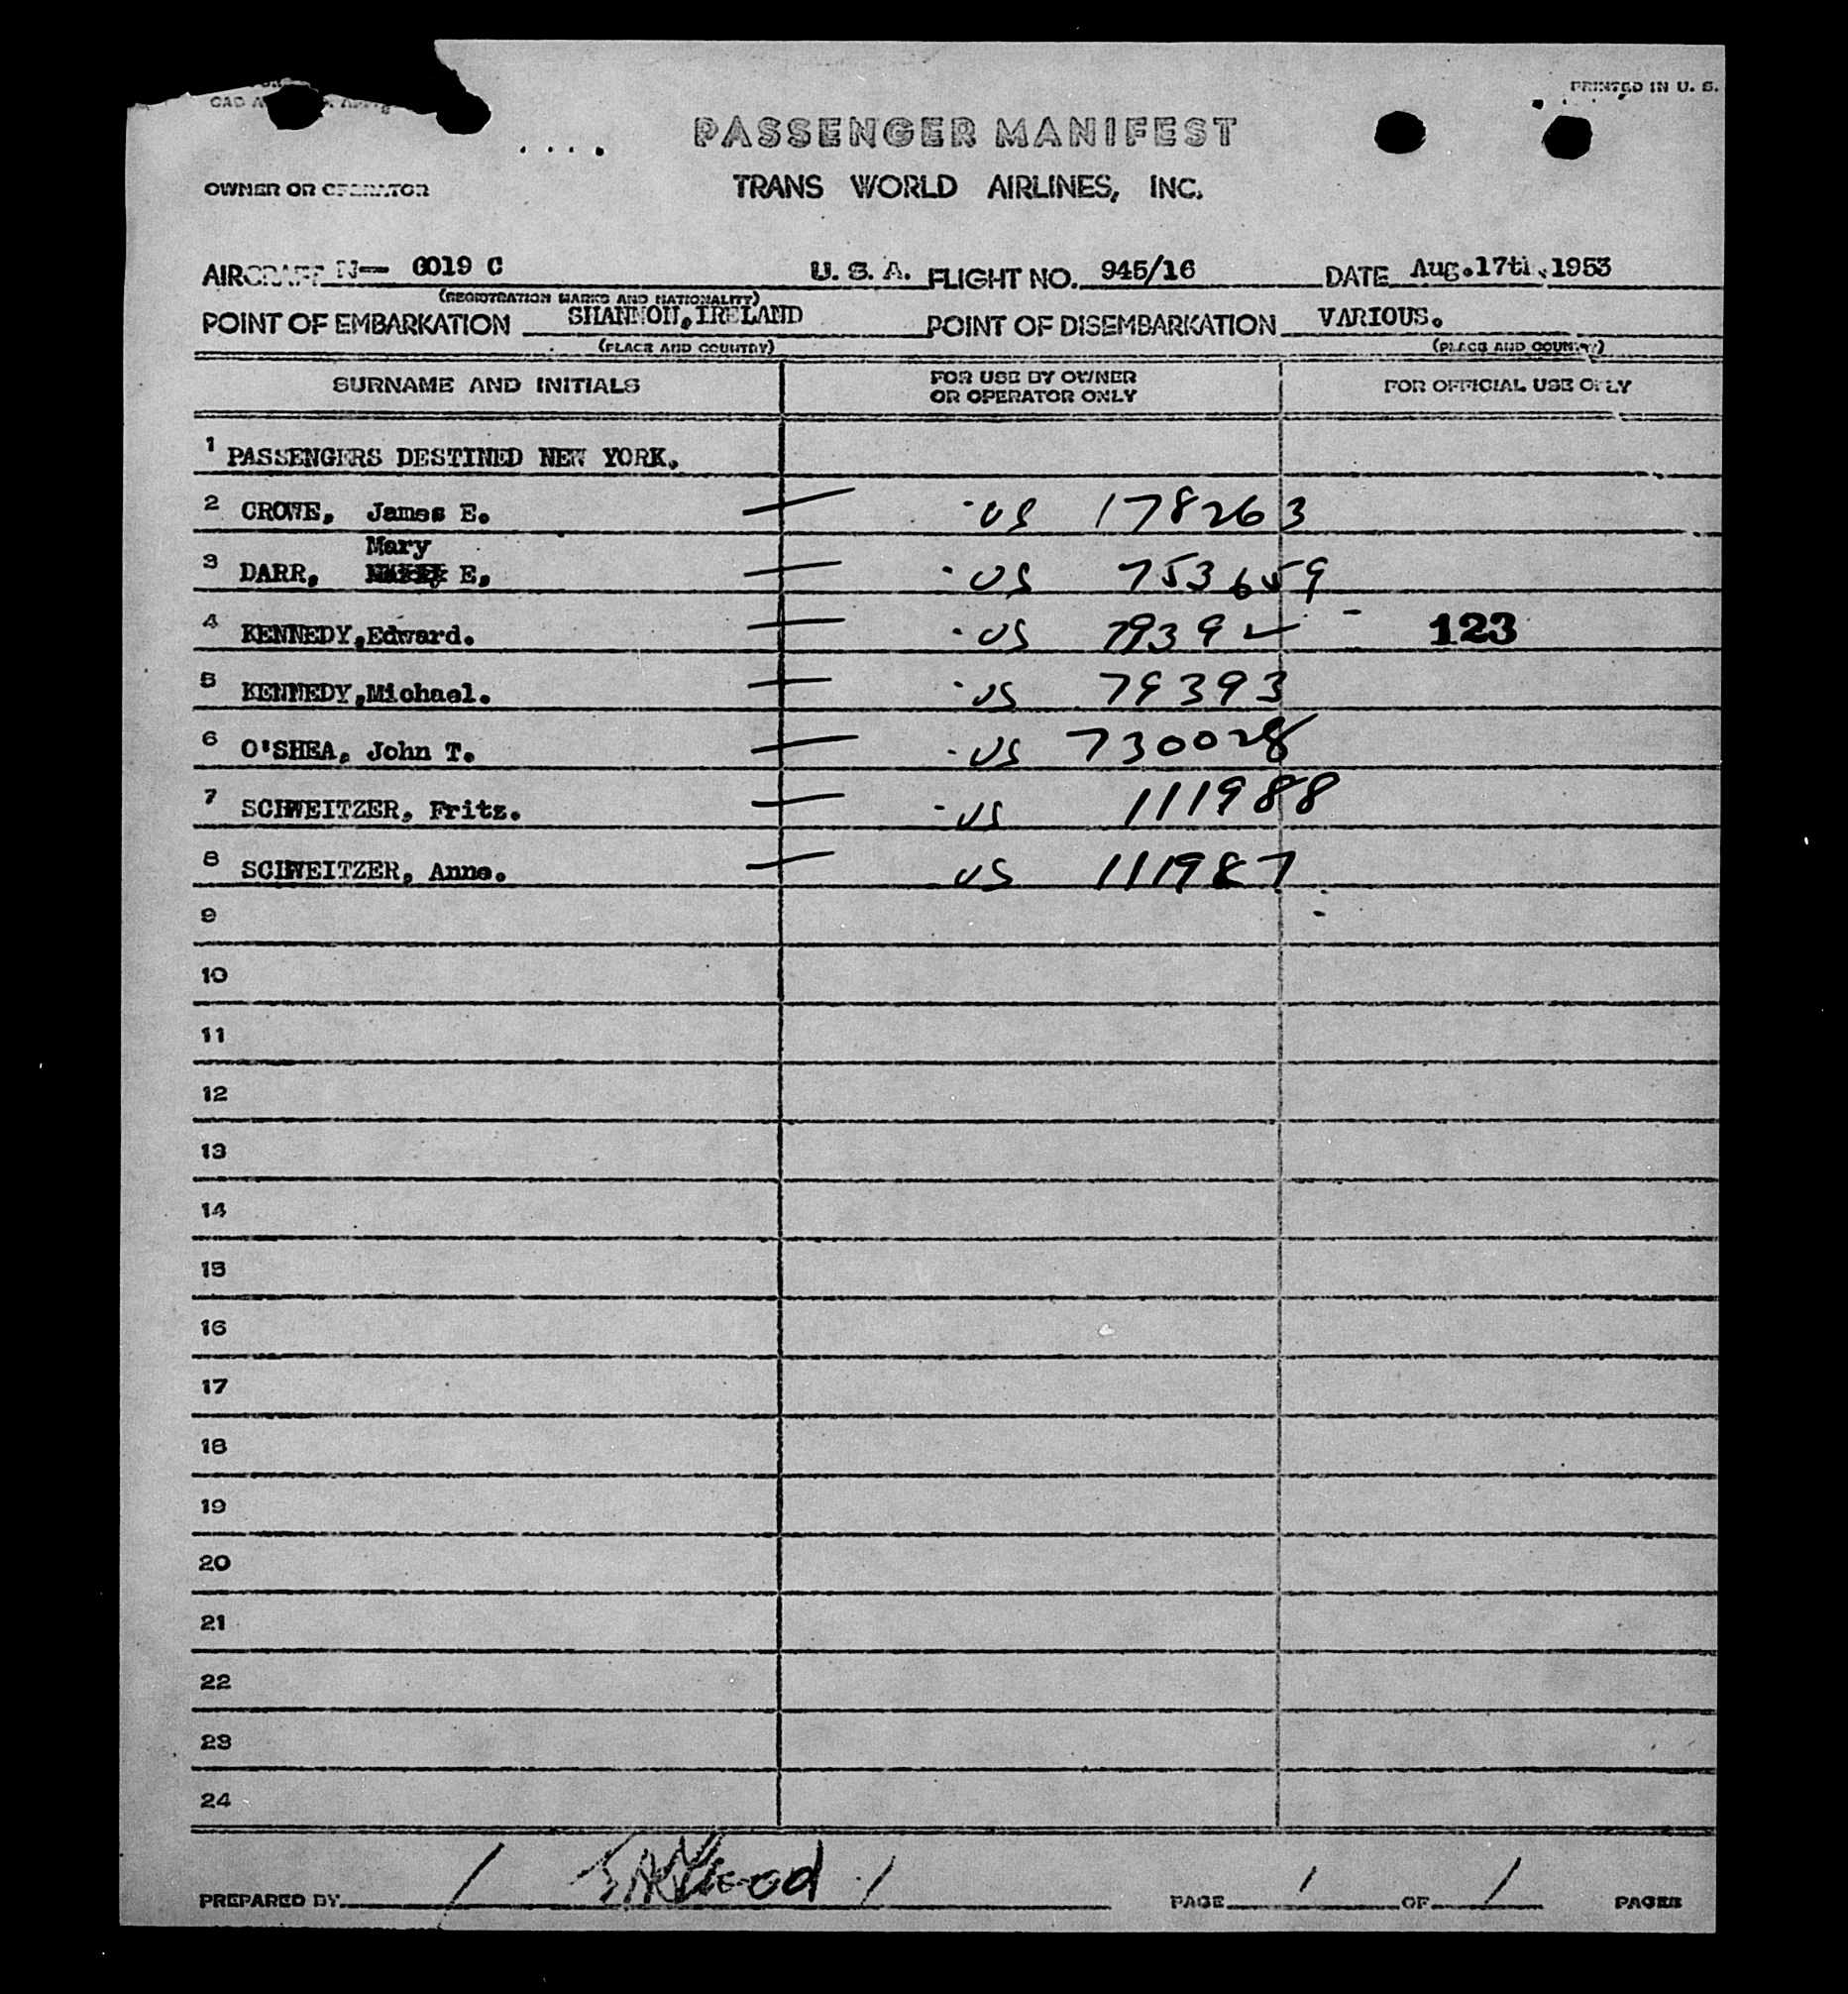 PRINTED IN U. S.
CAO
PASSENGER MANIFEST
OWNER OR OPERATOR TRANS WORLD AIRLINES, INC.
AIRCRAFT N— 6019 C U. S. A. FLIGHT NO. 945/16 DATE Aug.17th,1953
(REGISTRATION MARKS AND NATIONALITY)
POINT OF EMBARKATION SHANNON,IRELAND POINT OF DISEMBARKATION VARIOUS.
(PLACE AND COUNTRY) (PLACE AND COUNTRY)
SURNAME AND INITIALS FOR USE BY OWNER OR OPERATOR ONLY FOR OFFICIAL USE ONLY
1 PASSENGERS DESTINED NEW YORK.
2 CROWE, James E. — US 178263
Mary
3 DARR, E. — US 753659
4 KENNEDY,Edward. — US 79392 - 123
5 KENNEDY,Michael. — US 79393
6 O'SHEA, John T. — US 730028
7 SCHWEITZER, Fritz. — US 111988
8 SCHWEITZER, Anne. — US 111987
9
10
11
12
13
14
15
16
17
18
19
20
21
22
23
24
PREPARED BY / / PAGE 1 OF 1 PAGES